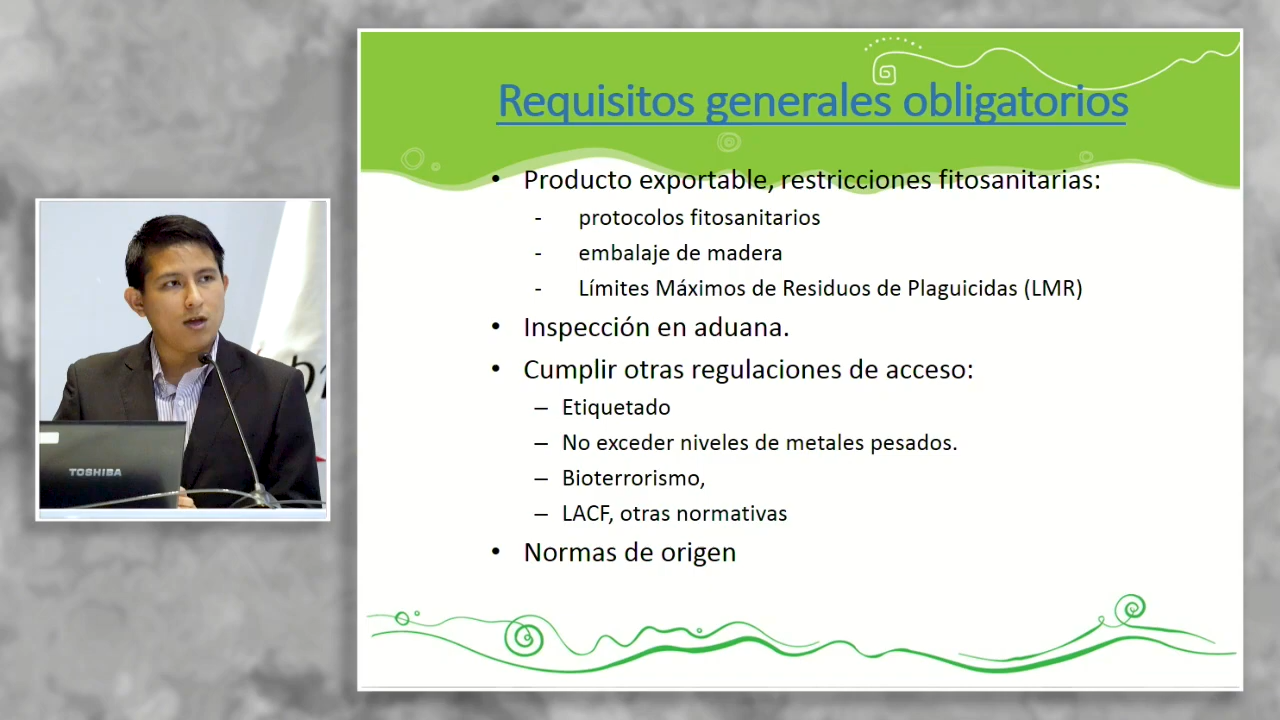 Requisitos generales obligatorios
• Producto exportable, restricciones fitosanitarias:
- protocolos fitosanitarios
- embalaje de madera
- Límites Máximos de Residuos de Plaguicidas (LMR)
• Inspección en aduana.
• Cumplir otras regulaciones de acceso:
– Etiquetado
– No exceder niveles de metales pesados.
– Bioterrorismo,
– LACF, otras normativas
• Normas de origen
TOSHIBA